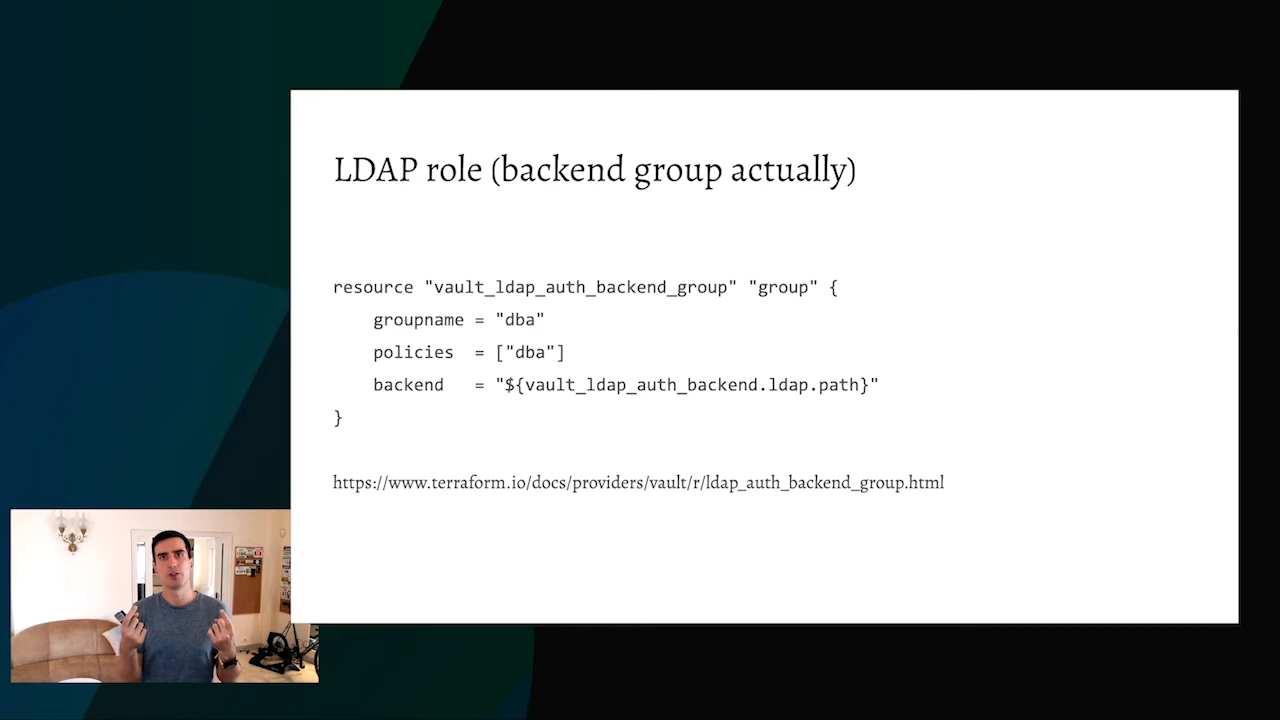 LDAP role (backend group actually)
resource "vault_ldap_auth_backend_group" "group" {
    groupname = "dba"
    policies  = ["dba"]
    backend   = "${vault_ldap_auth_backend.ldap.path}"
}
https://www.terraform.io/docs/providers/vault/r/ldap_auth_backend_group.html